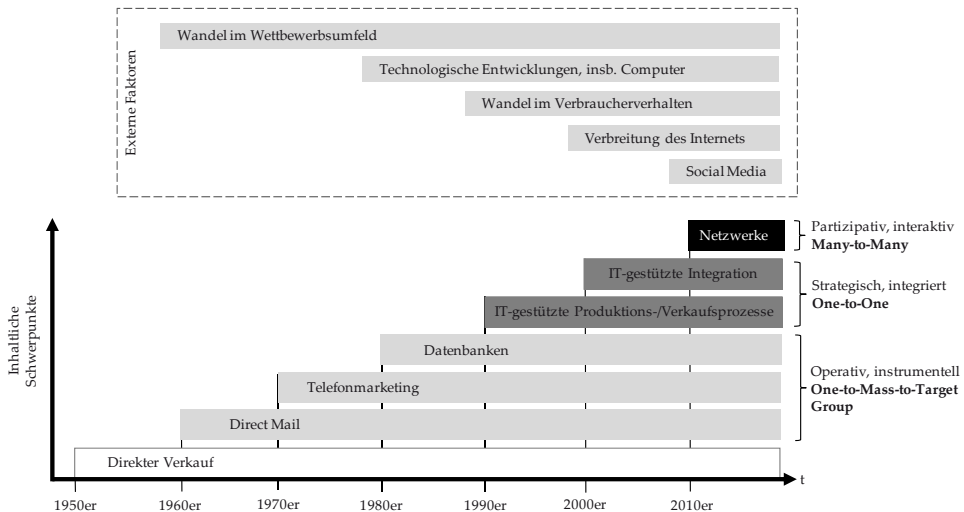 Externe Faktoren
Wandel im Wettbewerbsumfeld
Technologische Entwicklungen, insb. Computer
Wandel im Verbraucherverhalten
Verbreitung des Internets
Social Media
Inhaltliche
Schwerpunkte
Netzwerke
Partizipativ, interaktiv
Many-to-Many
IT-gestützte Integration
IT-gestützte Produktions-/Verkaufsprozesse
Strategisch, integriert
One-to-One
Datenbanken
Telefonmarketing
Direct Mail
Operativ, instrumentell
One-to-Mass-to-Target
Group
Direkter Verkauf
t
1950er
1960er
1970er
1980er
1990er
2000er
2010er